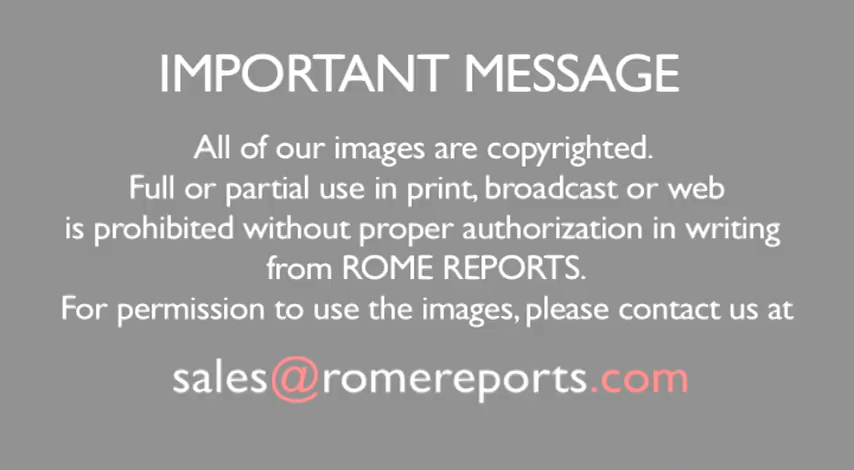 IMPORTANT MESSAGE
All of our images are copyrighted.
Full or partial use in print, broadcast or web
is prohibited without proper authorization in writing
from ROME REPORTS.
For permission to use the images, please contact us at
sales@romereports.com